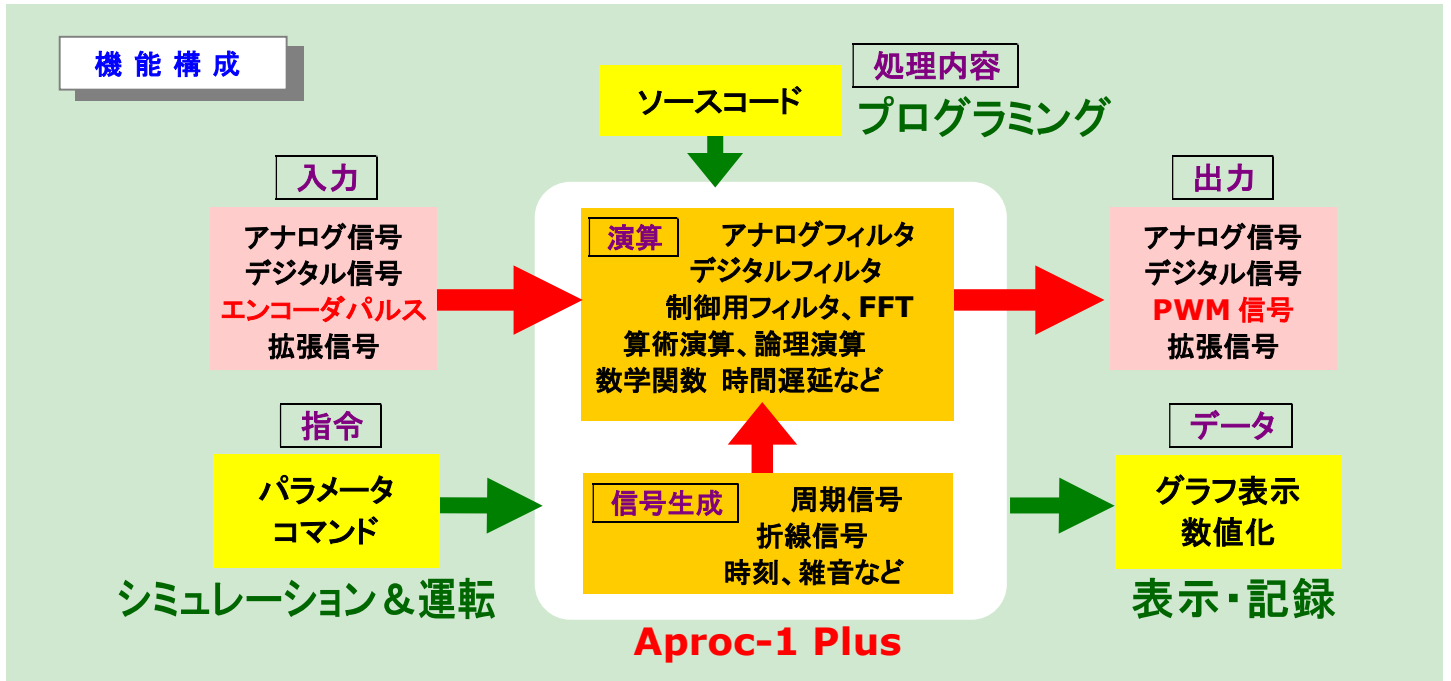 機能構成
処理内容
ソースコード
プログラミング
入力
アナログ信号
デジタル信号
エンコーダパルス
拡張信号
演算
アナログフィルタ
デジタルフィルタ
制御用フィルタ、FFT
算術演算、論理演算
数学関数 時間遅延など
出力
アナログ信号
デジタル信号
PWM 信号
拡張信号
指令
パラメータ
コマンド
シミュレーション&運転
信号生成
周期信号
折線信号
時刻、雑音など
データ
グラフ表示
数値化
表示・記録
Aproc-1 Plus